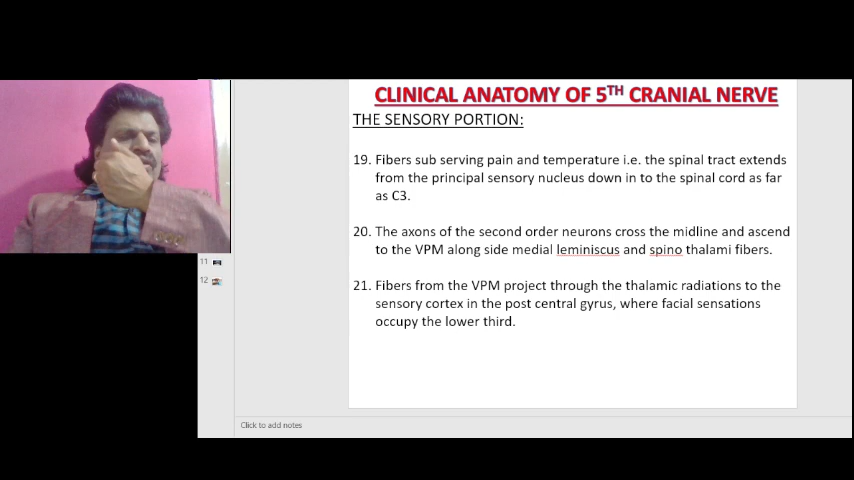 CLINICAL ANATOMY OF 5TH CRANIAL NERVE
THE SENSORY PORTION:
19. Fibers sub serving pain and temperature i.e. the spinal tract extends
from the principal sensory nucleus down in to the spinal cord as far
as C3.
20. The axons of the second order neurons cross the midline and ascend
to the VPM along side medial leminiscus and spino thalami fibers.
21. Fibers from the VPM project through the thalamic radiations to the
sensory cortex in the post central gyrus, where facial sensations
occupy the lower third.
11
12
Click to add notes